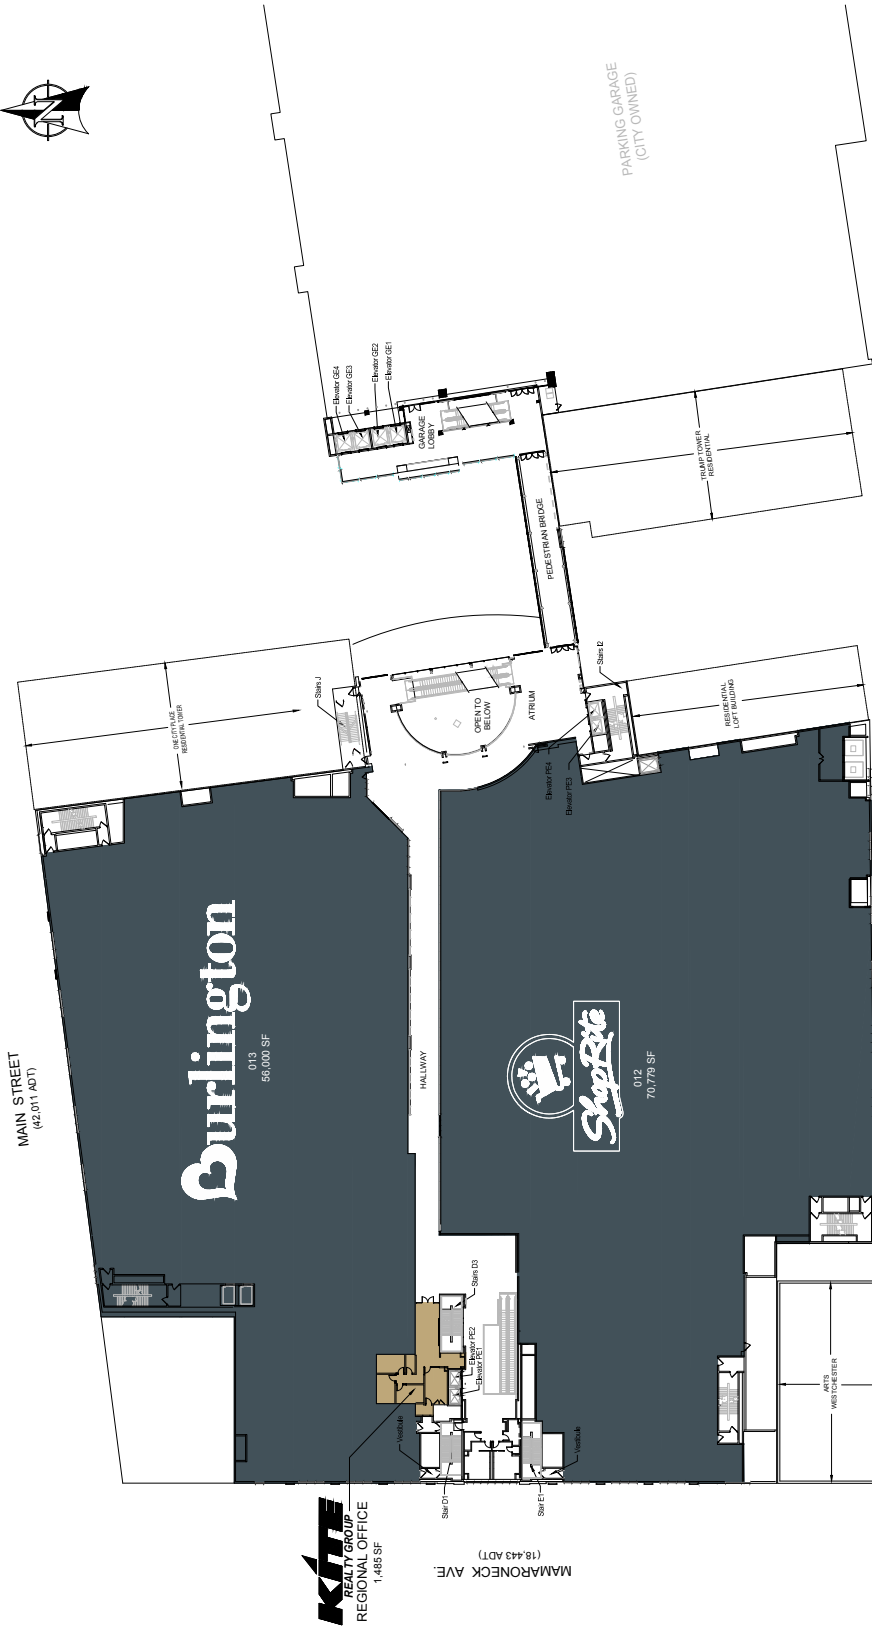 N
PARKING GARAGE
(CITY OWNED)
Elevator GE4
Elevator GE3
Elevator GE2
Elevator GE1
GARAGE
LOBBY
TRUMP TOWER
RESIDENTIAL
PEDESTRIAN BRIDGE
ONE CITY PLACE
RESIDENTIAL TOWER
Stairs J
OPEN TO
BELOW
ATRIUM
Stairs I2
RESIDENTIAL
LOFT BUILDING
Elevator PE4
Elevator PE3
MAIN STREET
(42,011 ADT)
Burlington
013
56,000 SF
HALLWAY
ShopRite
012
70,779 SF
Stairs D3
Elevator PE2
Elevator PE1
Vestibule
Stair D1
Stair E1
Vestibule
ARTS
WESTCHESTER
KITE
REALTY GROUP
REGIONAL OFFICE
1,485 SF
MAMARONECK AVE.
(18,443 ADT)